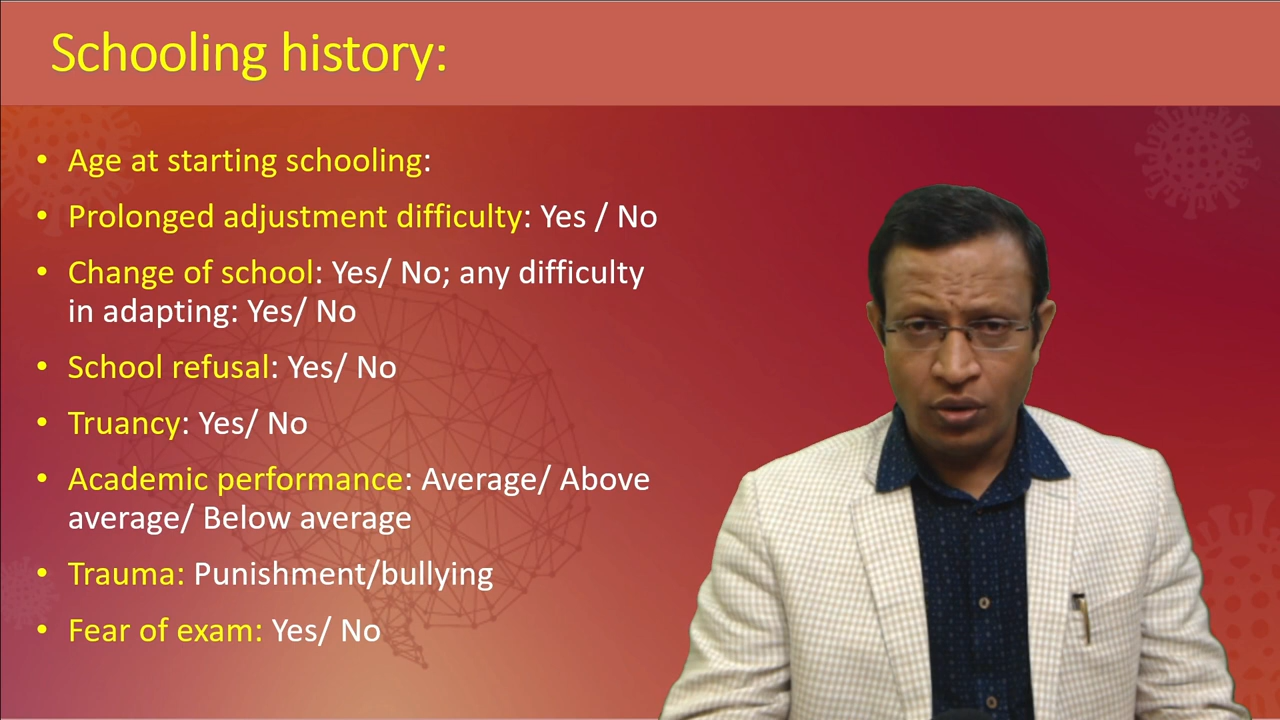 Schooling history:
• Age at starting schooling:
• Prolonged adjustment difficulty: Yes / No
• Change of school: Yes/ No; any difficulty
in adapting: Yes/ No
• School refusal: Yes/ No
• Truancy: Yes/ No
• Academic performance: Average/ Above
average/ Below average
• Trauma: Punishment/bullying
• Fear of exam: Yes/ No